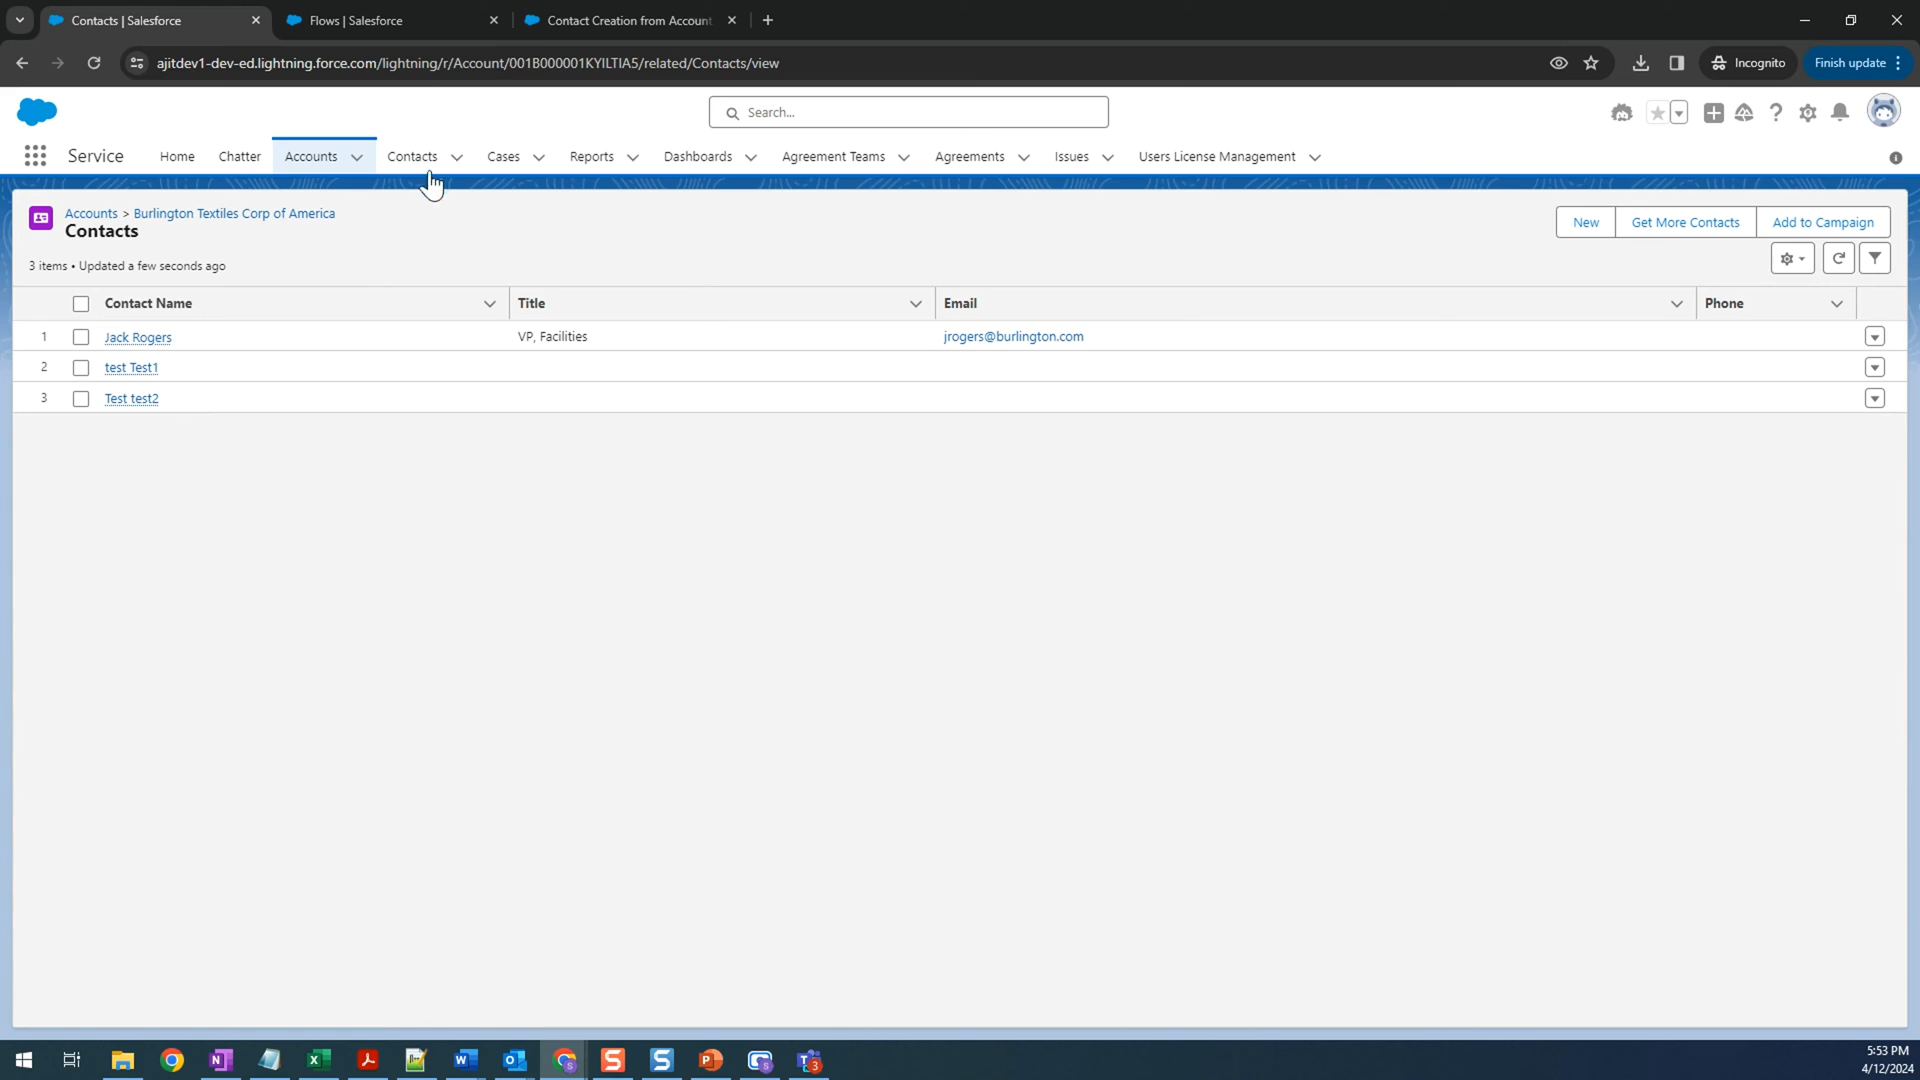 Contacts | Salesforce
Flows | Salesforce
Contact Creation from Account
ajitdev1-dev-ed.lightning.force.com/lightning/r/Account/001B000001KYILTIA5/related/Contacts/view
Incognito
Finish update
Search...
Service
Home
Chatter
Accounts
Contacts
Cases
Reports
Dashboards
Agreement Teams
Agreements
Issues
Users License Management
Accounts > Burlington Textiles Corp of America
Contacts
New
Get More Contacts
Add to Campaign
3 items • Updated a few seconds ago
Contact Name
Title
Email
Phone
1 Jack Rogers VP, Facilities jrogers@burlington.com
2 test Test1
3 Test test2
5:53 PM
4/12/2024